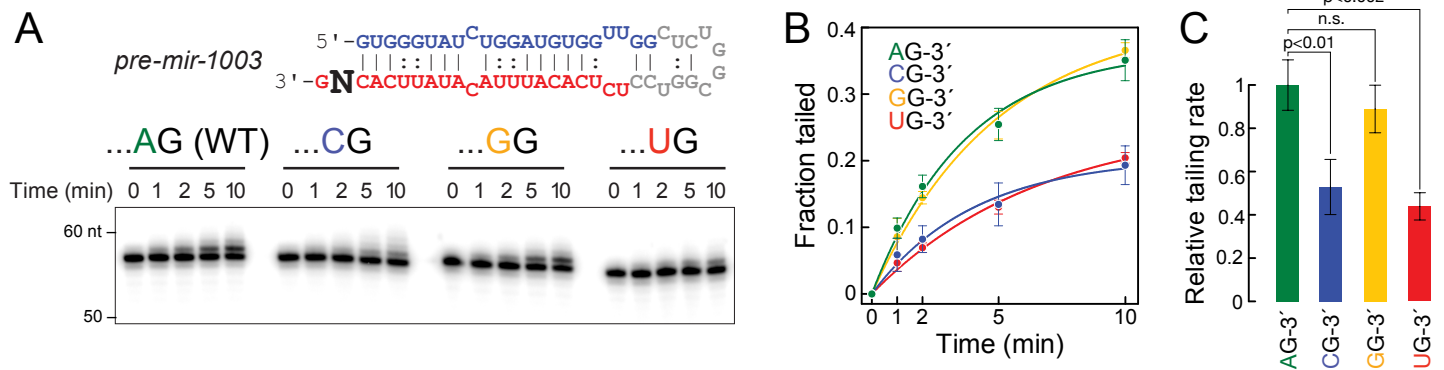 A
pre-mir-1003
5'-GUGGGUAUCUGGAUGUGGUUGGCUCU
GG
3'-GNCACUUAUACAUUUACACUCUCCUGGC
...AG (WT) ...CG ...GG ...UG
Time (min) 0 1 2 5 10 0 1 2 5 10 0 1 2 5 10 0 1 2 5 10
60 nt
50
B
Fraction tailed
0.4
0.3
0.2
0.1
0
AG-3´
CG-3´
GG-3´
UG-3´
0 1 2 5 10
Time (min)
C
n.s.
p<0.01
Relative tailing rate
1
0.8
0.6
0.4
0.2
0
AG-3´
CG-3´
GG-3´
UG-3´